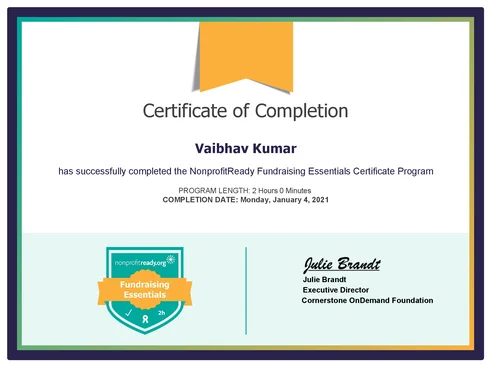 Certificate of Completion
Vaibhav Kumar
has successfully completed the NonprofitReady Fundraising Essentials Certificate Program
PROGRAM LENGTH: 2 Hours 0 Minutes
COMPLETION DATE: Monday, January 4, 2021
nonprofitready.org
Fundraising
Essentials
2h
Julie Brandt
Julie Brandt
Executive Director
Cornerstone OnDemand Foundation